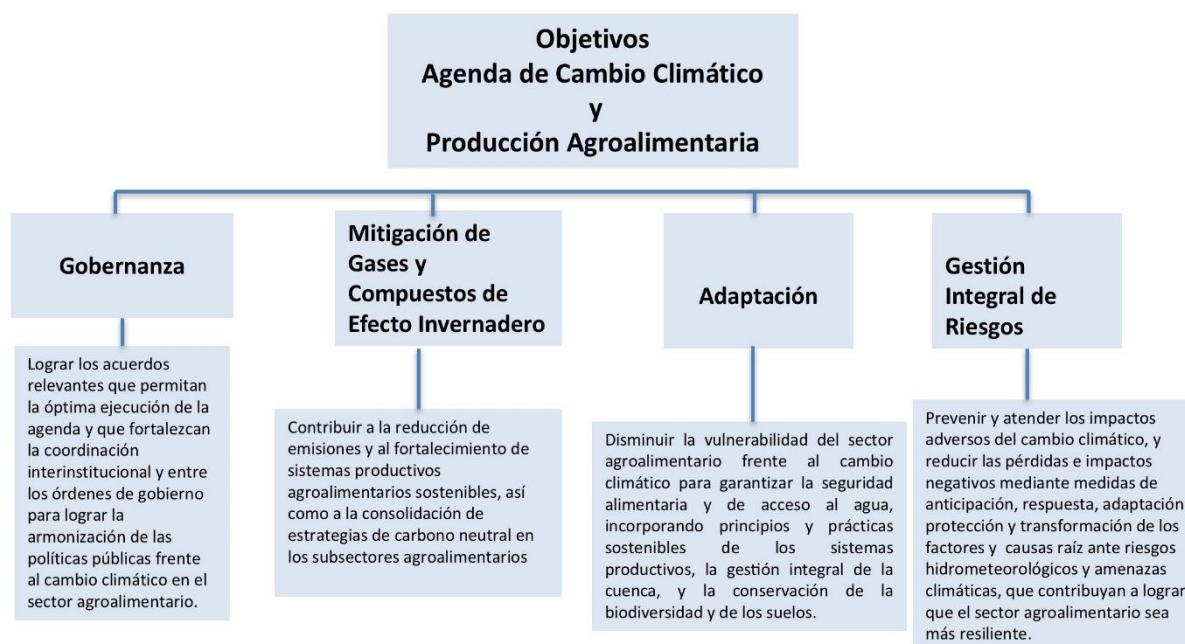 Objetivos
Agenda de Cambio Climático
y
Producción Agroalimentaria
Gobernanza
Lograr los acuerdos
relevantes que permitan
la óptima ejecución de la
agenda y que fortalezcan
la coordinación
interinstitucional y entre
los órdenes de gobierno
para lograr la
armonización de las
políticas públicas frente
al cambio climático en el
sector agroalimentario.
Mitigación de
Gases y
Compuestos de
Efecto Invernadero
Contribuir a la reducción de
emisiones y al fortalecimiento de
sistemas productivos
agroalimentarios sostenibles, así
como a la consolidación de
estrategias de carbono neutral en
los subsectores agroalimentarios
Adaptación
Disminuir la vulnerabilidad del sector
agroalimentario frente al cambio
climático para garantizar la seguridad
alimentaria y de acceso al agua,
incorporando principios y prácticas
sostenibles de los sistemas
productivos, la gestión integral de la
cuenca, y la conservación de la
biodiversidad y de los suelos.
Gestión
Integral de
Riesgos
Prevenir y atender los impactos
adversos del cambio climático, y
reducir las pérdidas e impactos
negativos mediante medidas de
anticipación, respuesta, adaptación
protección y transformación de los
factores y causas raíz ante riesgos
hidrometeorológicos y amenazas
climáticas, que contribuyan a lograr
que el sector agroalimentario sea
más resiliente.